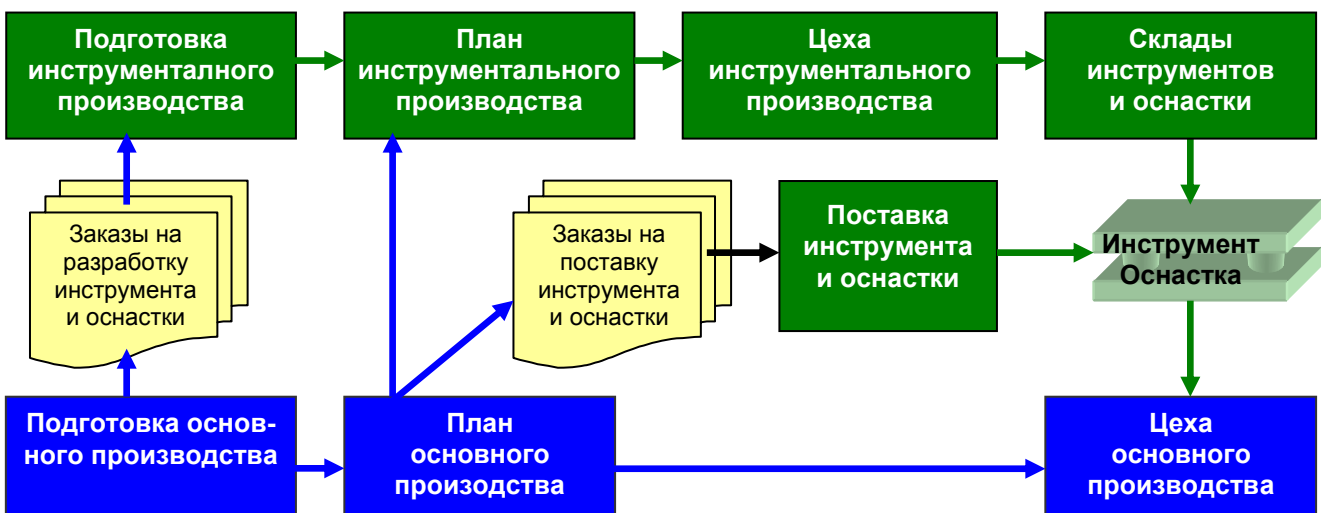 Подготовка
инструменталного
производства
План
инструментального
производства
Цеха
инструментального
производства
Склады
инструментов
и оснастки
Заказы на
разработку
инструмента
и оснастки
Заказы на
поставку
инструмента
и оснастки
Поставка
инструмента
и оснастки
Инструмент
Оснастка
Подготовка основ-
ного производства
План
основного
произодства
Цеха
основного
производства